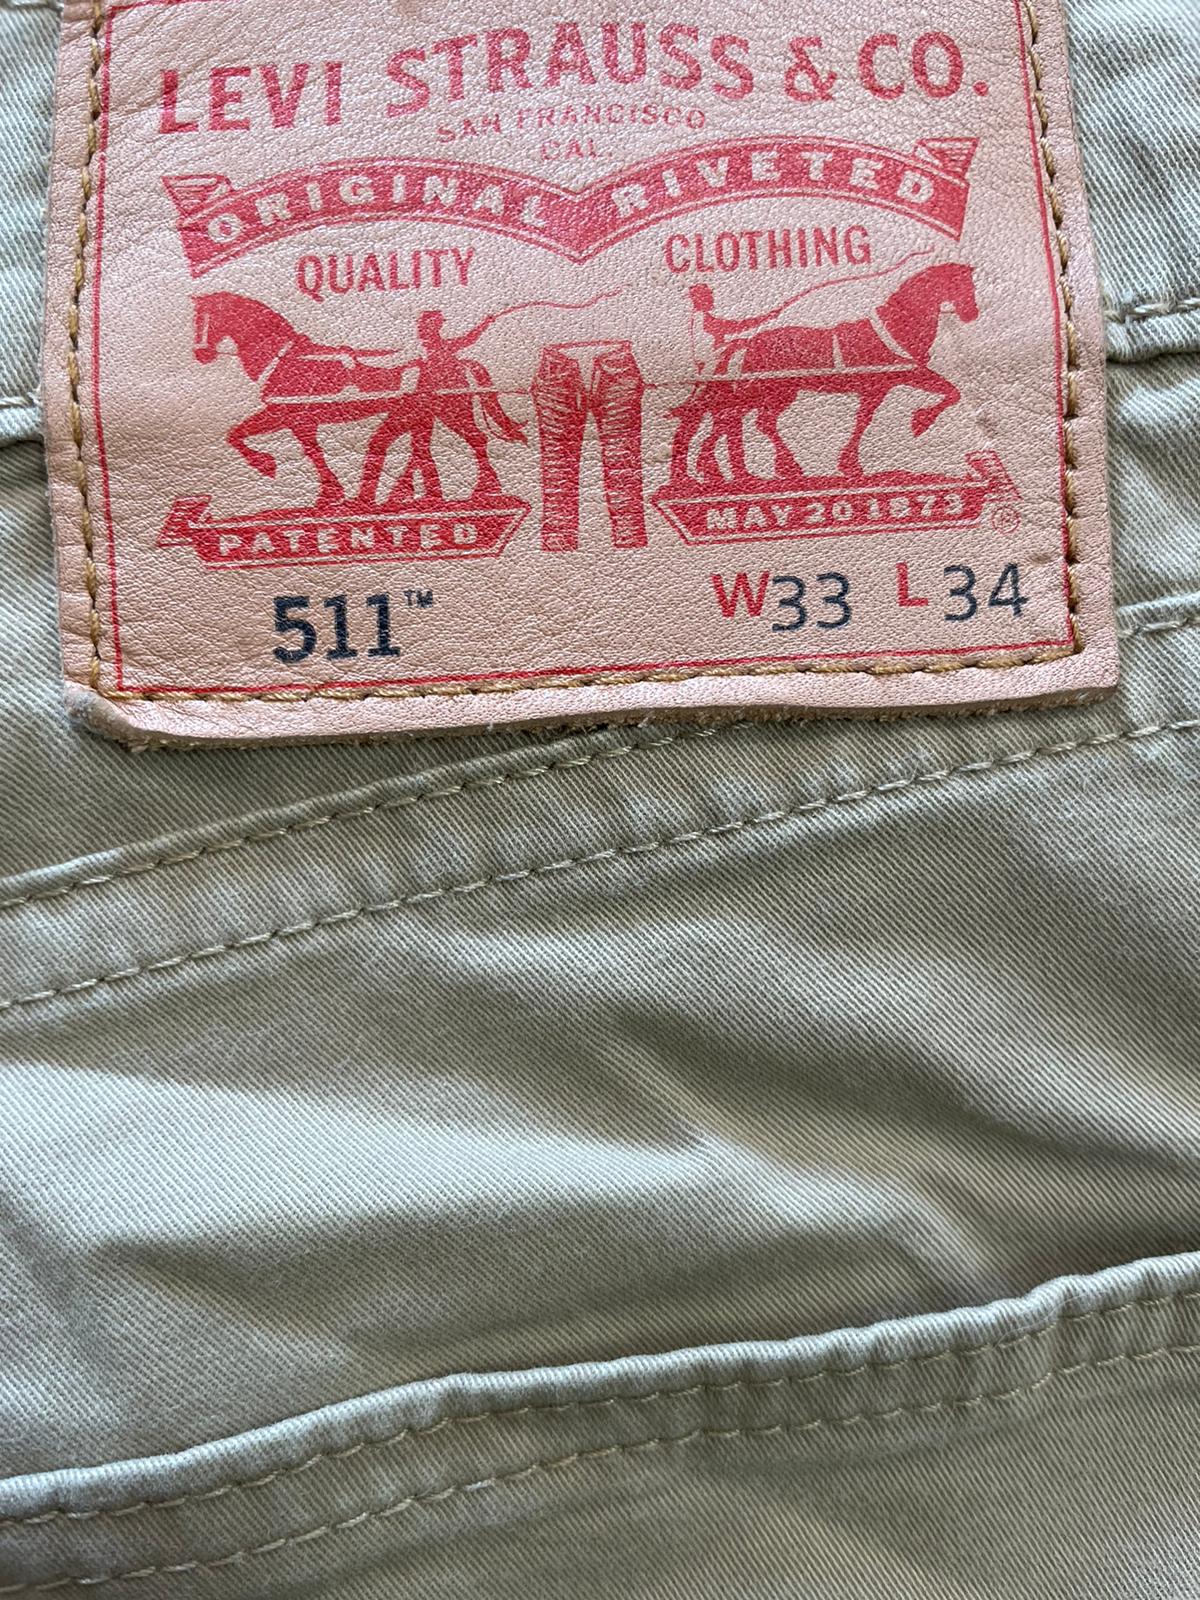 LEVI STRAUSS & CO.
SAN FRANCISCO
CAL.
ORIGINAL RIVETED
QUALITY CLOTHING
PATENTED MAY 20 1873 ®
511™ W33 L34